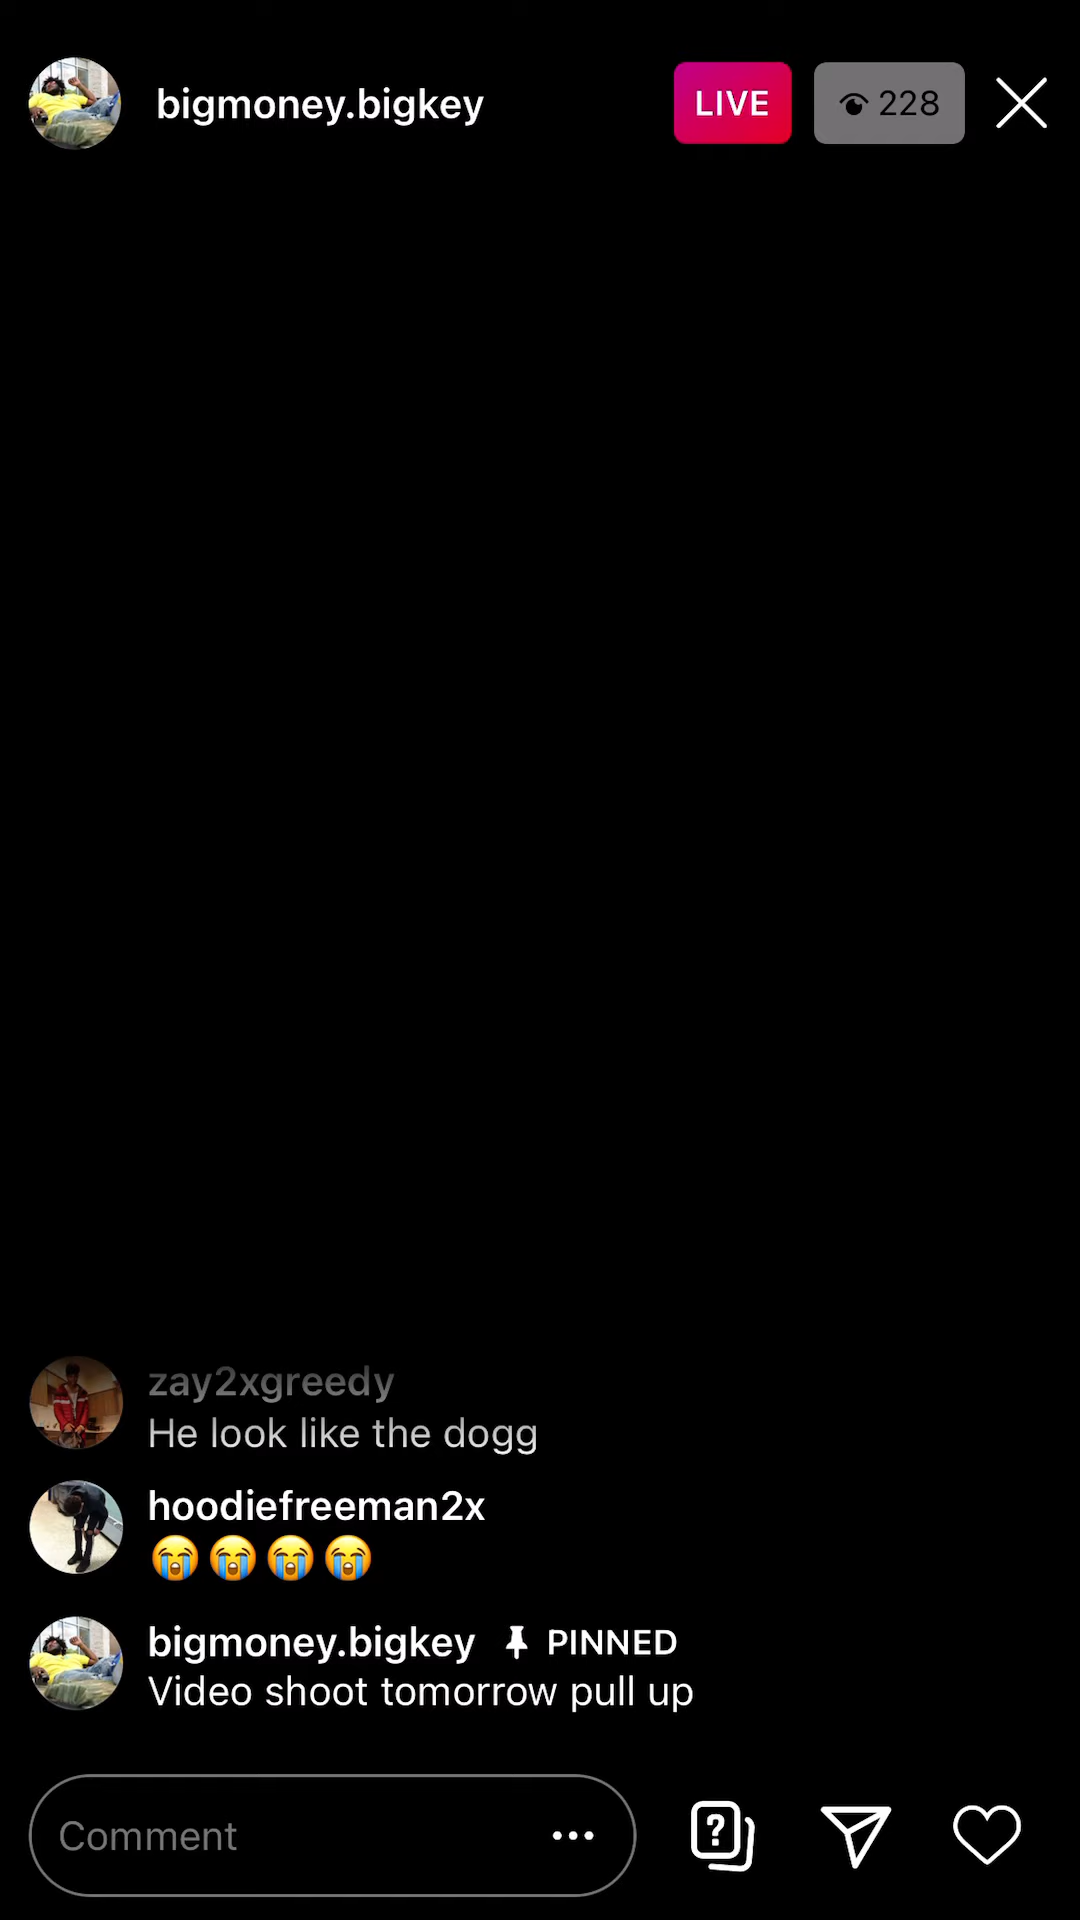 bigmoney.bigkey LIVE 228
zay2xgreedy
He look like the dogg
hoodiefreeman2x
😭😭😭😭
bigmoney.bigkey PINNED
Video shoot tomorrow pull up
Comment